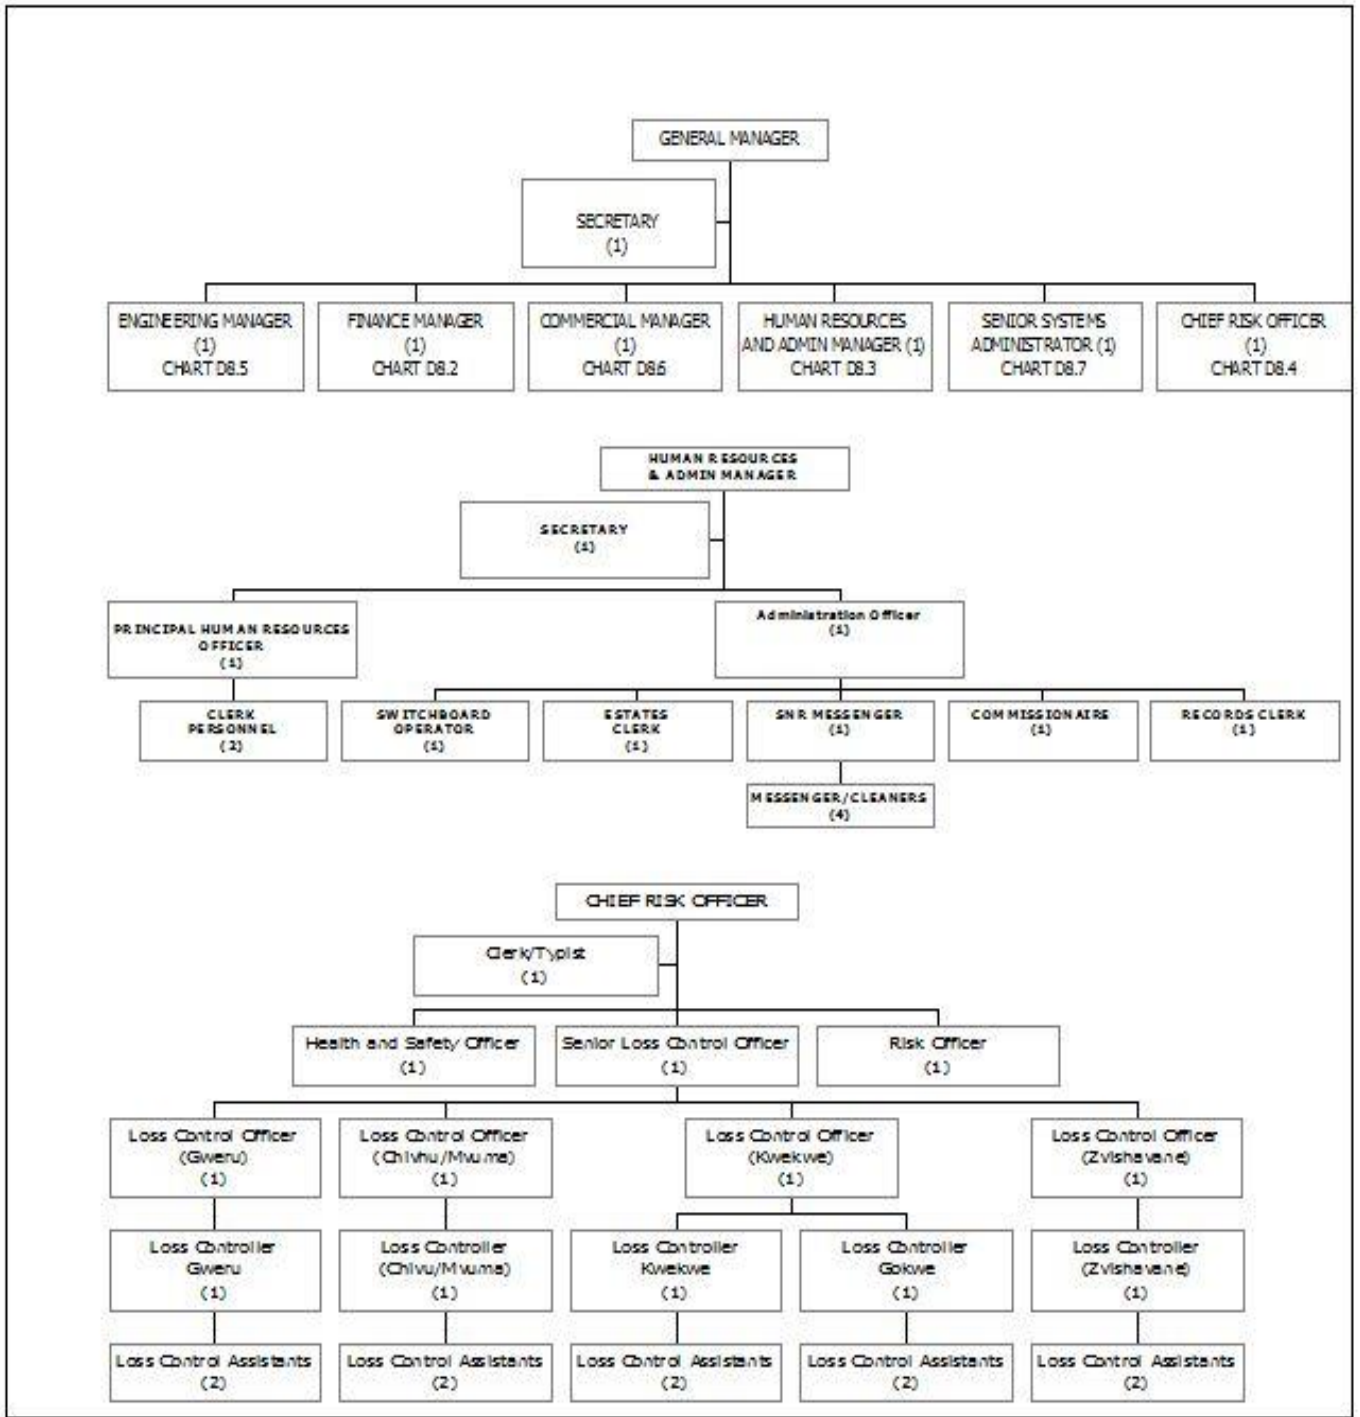 GENERAL MANAGER
SECRETARY
(1)
ENGINEERING MANAGER
(1)
CHART D8.5
FINANCE MANAGER
(1)
CHART D8.2
COMMERCIAL MANAGER
(1)
CHART D8.6
HUMAN RESOURCES
AND ADMIN MANAGER (1)
CHART D8.3
SENIOR SYSTEMS
ADMINISTRATOR (1)
CHART D8.7
CHIEF RISK OFFICER
(1)
CHART D8.4
HUMAN RESOURCES
& ADMIN MANAGER
SECRETARY
(1)
PRINCIPAL HUMAN RESOURCES
OFFICER
(1)
Administration Officer
(1)
CLERK
PERSONNEL
SWITCHBOARD
OPERATOR
(1)
ESTATES
CLERK
(1)
SNR MESSENGER
(1)
COMMISSIONAIRE
(1)
RECORDS CLERK
(1)
MESSENGER/CLEANERS
(4)
CHIEF RISK OFFICER
Clerk/Typist
(1)
Health and Safety Officer
(1)
Senior Loss Control Officer
(1)
Risk Officer
(1)
Loss Control Officer
(Gweru)
(1)
Loss Control Officer
(Chivhu/Mvuma)
(1)
Loss Control Officer
(Kwekwe)
(1)
Loss Control Officer
(Zvishavane)
(1)
Loss Controller
Gweru
(1)
Loss Controller
(Chivu/Mvuma)
(1)
Loss Controller
Kwekwe
(1)
Loss Controller
Gokwe
(1)
Loss Controller
(Zvishavane)
(1)
Loss Control Assistants
(2)
Loss Control Assistants
(2)
Loss Control Assistants
(2)
Loss Control Assistants
(2)
Loss Control Assistants
(2)